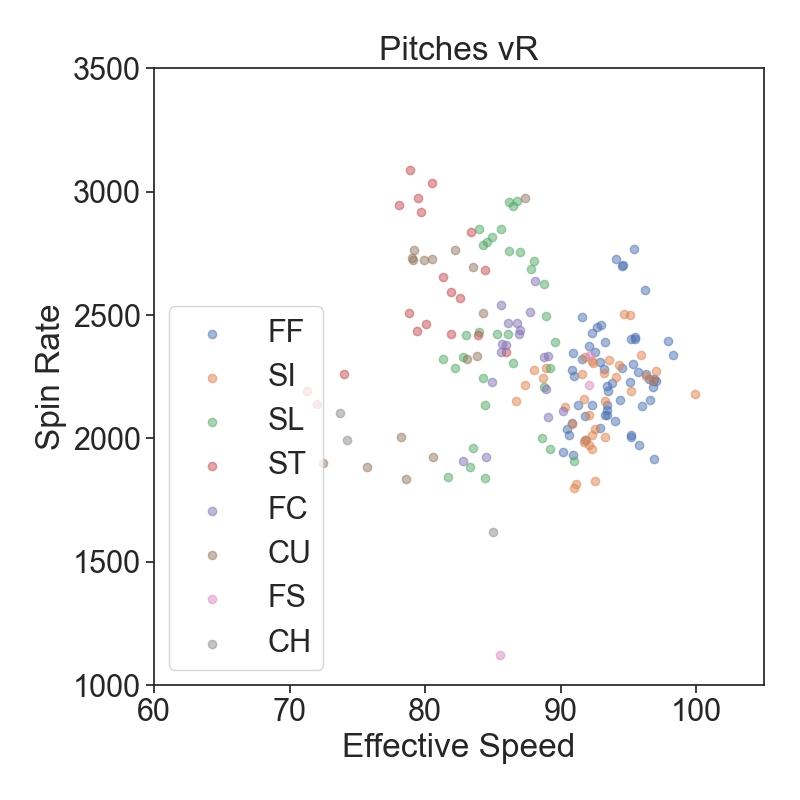 Pitches vR
3500
3000
2500
2000
1500
1000
Spin Rate
FF
SI
SL
ST
FC
CU
FS
CH
60 70 80 90 100
Effective Speed